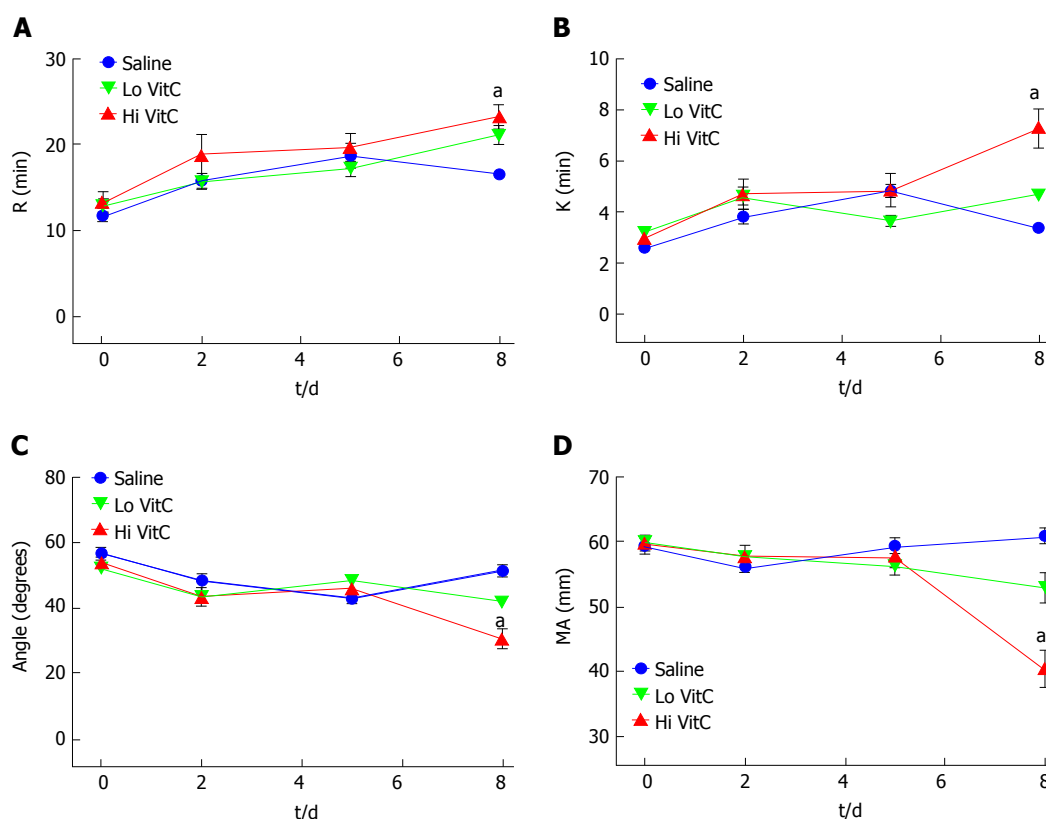 A
30
20
10
0
R (min)
Saline
Lo VitC
Hi VitC
a
0
2
4
6
8
t/d
B
10
8
6
4
2
0
K (min)
Saline
Lo VitC
Hi VitC
a
0
2
4
6
8
t/d
C
80
60
40
20
0
Angle (degrees)
Saline
Lo VitC
Hi VitC
a
0
2
4
6
8
t/d
D
70
60
50
40
30
MA (mm)
Saline
Lo VitC
Hi VitC
a
0
2
4
6
8
t/d